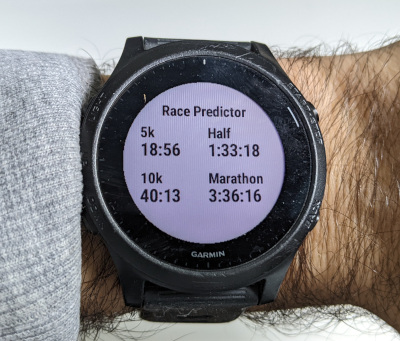 Race Predictor
5k Half
18:56 1:33:18
10k Marathon
40:13 3:36:16
GARMIN